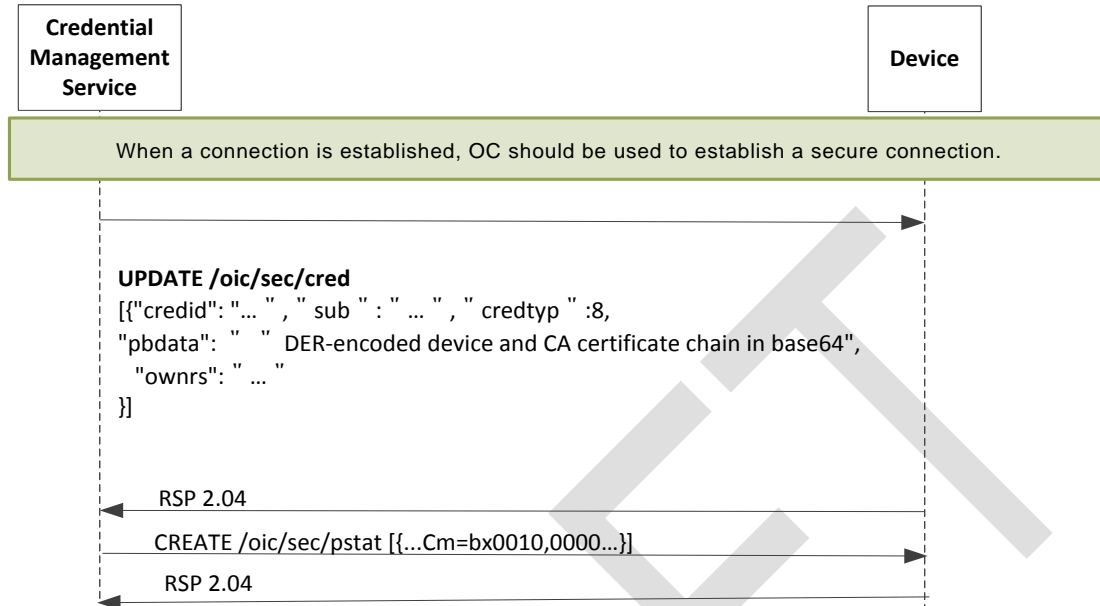 Credential
Management
Service
Device
When a connection is established, OC should be used to establish a secure connection.
UPDATE /oic/sec/cred
[{"credid": "... ", " sub " : " ... ", " credtyp " :8,
"pbdata": " " DER-encoded device and CA certificate chain in base64",
"ownrs": " ... "
}]
RSP 2.04
CREATE /oic/sec/pstat [{...Cm=bx0010,0000...}]
RSP 2.04